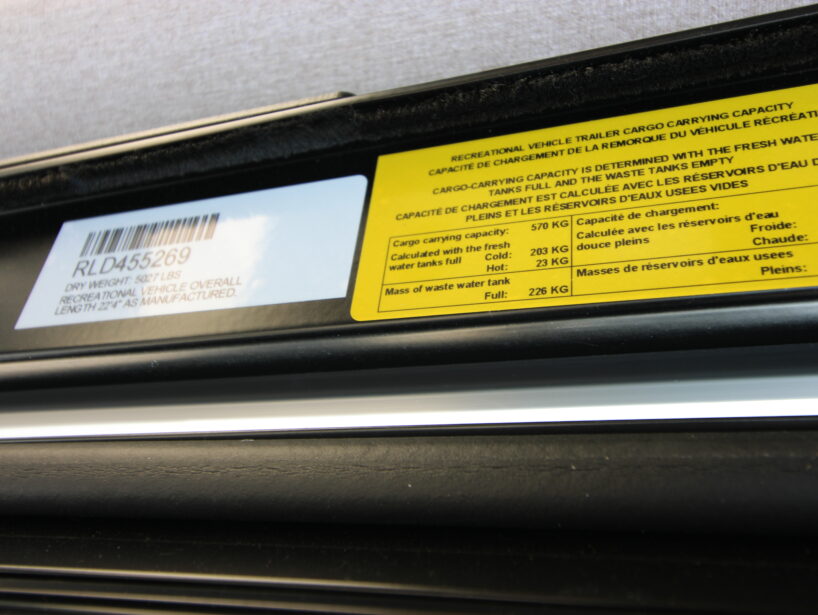 RLD455269
DRY WEIGHT: 5027 LBS
RECREATIONAL VEHICLE OVERALL
LENGTH 22'4" AS MANUFACTURED.
RECREATIONAL VEHICLE TRAILER CARGO CARRYING CAPACITY
CAPACITÉ DE CHARGEMENT DE LA REMORQUE DU VÉHICULE RÉCRÉATI
CARGO-CARRYING CAPACITY IS DETERMINED WITH THE FRESH WATE
TANKS FULL AND THE WASTE TANKS EMPTY
CAPACITÉ DE CHARGEMENT EST CALCULÉE AVEC LES RÉSERVOIRS D'EAU D
PLEINS ET LES RÉSERVOIRS D'EAUX USEES VIDES
Cargo carrying capacity: 570 KG
Calculated with the fresh
water tanks full Cold: 203 KG
Hot: 23 KG
Mass of waste water tank
Full: 226 KG
Capacité de chargement:
Calculée avec les réservoirs d'eau
douce pleins Froide:
Chaude:
Masses de réservoirs d'eaux usees
Pleins: